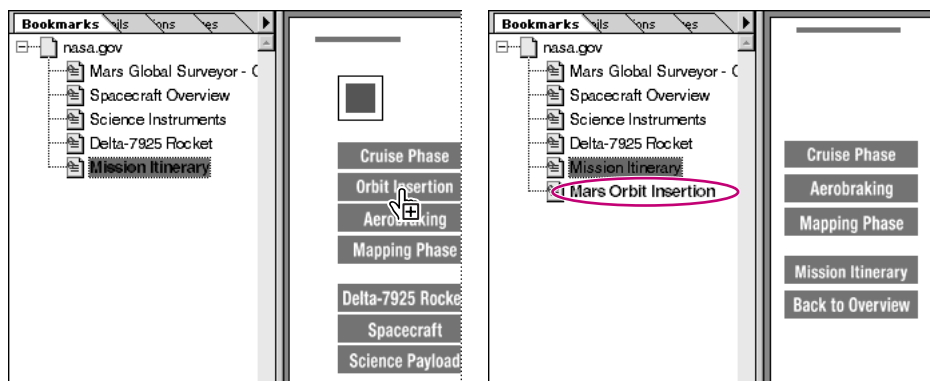 Bookmarks
nasa.gov
Mars Global Surveyor -
Spacecraft Overview
Science Instruments
Delta-7925 Rocket
Mission Itinerary
Cruise Phase
Orbit Insertion
Aerobraking
Mapping Phase
Delta-7925 Rocke
Spacecraft
Science Payload
Bookmarks
nasa.gov
Mars Global Surveyor -
Spacecraft Overview
Science Instruments
Delta-7925 Rocket
Mission Itinerary
Mars Orbit Insertion
Cruise Phase
Aerobraking
Mapping Phase
Mission Itinerary
Back to Overview